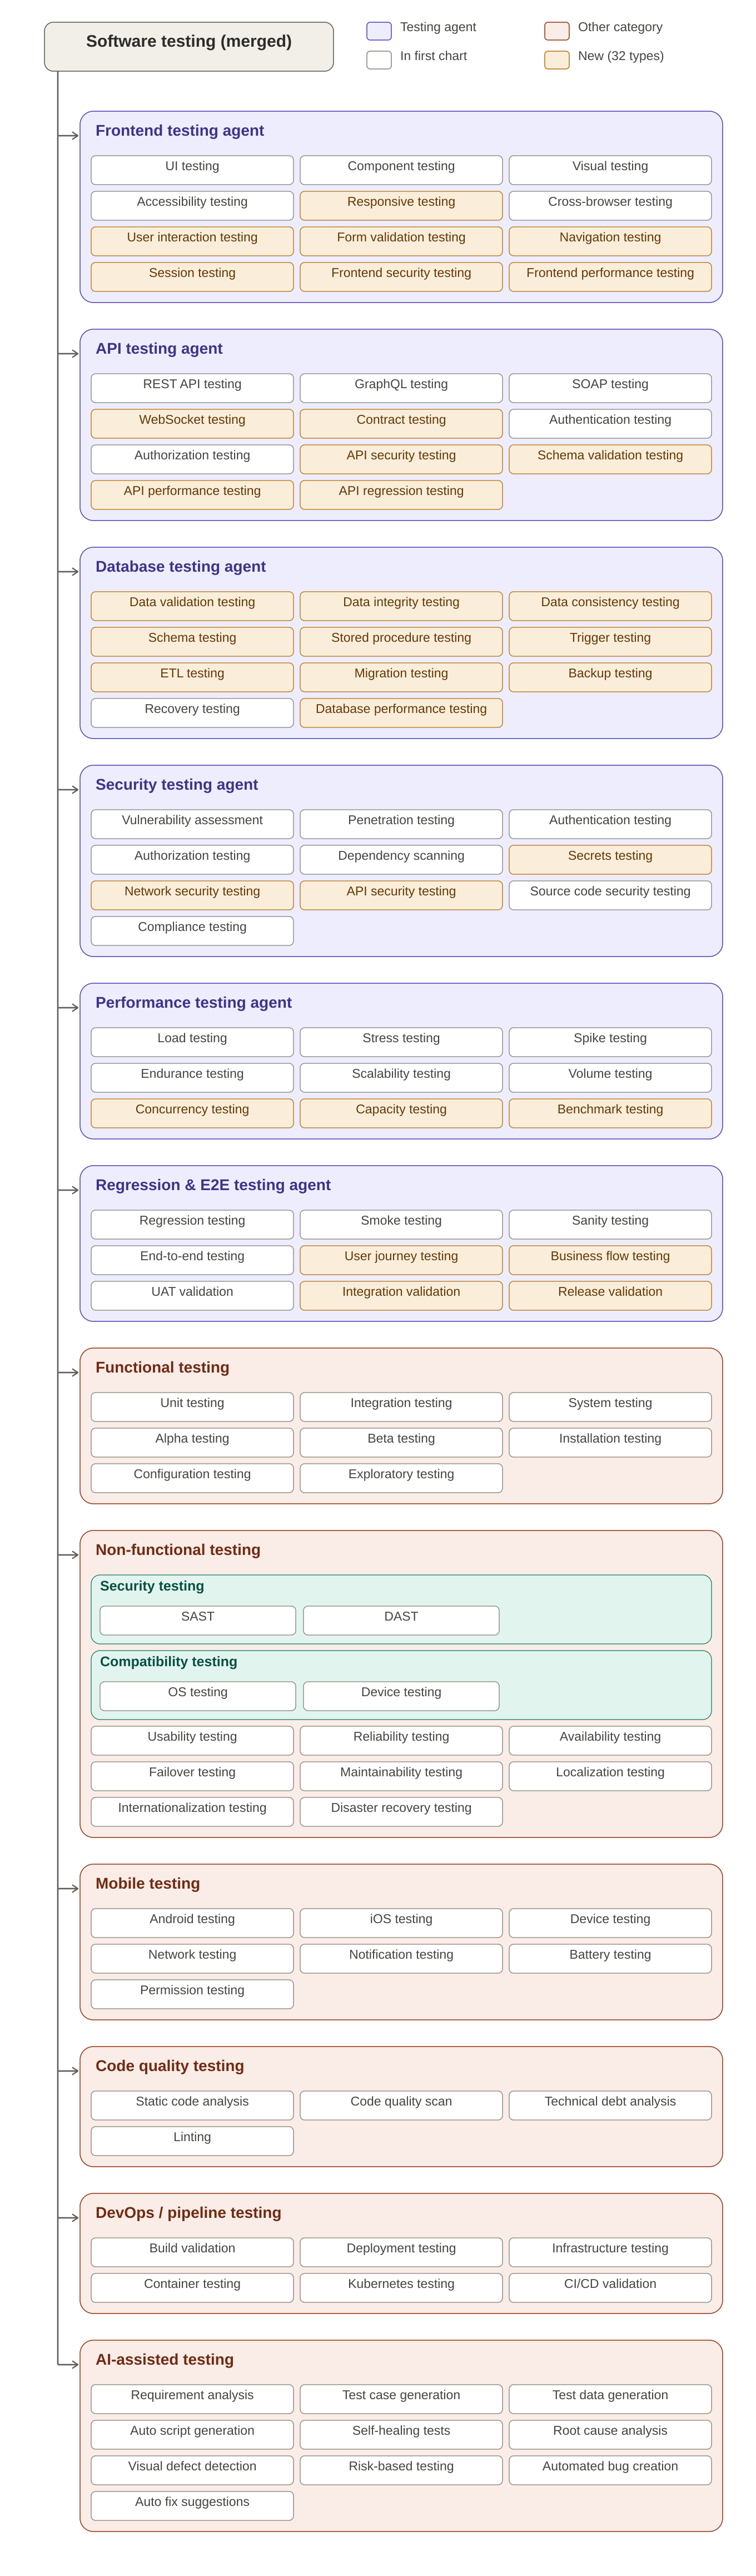 Software testing (merged)
Testing agent
Other category
In first chart
New (32 types)
Frontend testing agent
UI testing
Component testing
Visual testing
Accessibility testing
Responsive testing
Cross-browser testing
User interaction testing
Form validation testing
Navigation testing
Session testing
Frontend security testing
Frontend performance testing
API testing agent
REST API testing
GraphQL testing
SOAP testing
WebSocket testing
Contract testing
Authentication testing
Authorization testing
API security testing
Schema validation testing
API performance testing
API regression testing
Database testing agent
Data validation testing
Data integrity testing
Data consistency testing
Schema testing
Stored procedure testing
Trigger testing
ETL testing
Migration testing
Backup testing
Recovery testing
Database performance testing
Security testing agent
Vulnerability assessment
Penetration testing
Authentication testing
Authorization testing
Dependency scanning
Secrets testing
Network security testing
API security testing
Source code security testing
Compliance testing
Performance testing agent
Load testing
Stress testing
Spike testing
Endurance testing
Scalability testing
Volume testing
Concurrency testing
Capacity testing
Benchmark testing
Regression & E2E testing agent
Regression testing
Smoke testing
Sanity testing
End-to-end testing
User journey testing
Business flow testing
UAT validation
Integration validation
Release validation
Functional testing
Unit testing
Integration testing
System testing
Alpha testing
Beta testing
Installation testing
Configuration testing
Exploratory testing
Non-functional testing
Security testing
SAST
DAST
Compatibility testing
OS testing
Device testing
Usability testing
Reliability testing
Availability testing
Failover testing
Maintainability testing
Localization testing
Internationalization testing
Disaster recovery testing
Mobile testing
Android testing
iOS testing
Device testing
Network testing
Notification testing
Battery testing
Permission testing
Code quality testing
Static code analysis
Code quality scan
Technical debt analysis
Linting
DevOps / pipeline testing
Build validation
Deployment testing
Infrastructure testing
Container testing
Kubernetes testing
CI/CD validation
AI-assisted testing
Requirement analysis
Test case generation
Test data generation
Auto script generation
Self-healing tests
Root cause analysis
Visual defect detection
Risk-based testing
Automated bug creation
Auto fix suggestions